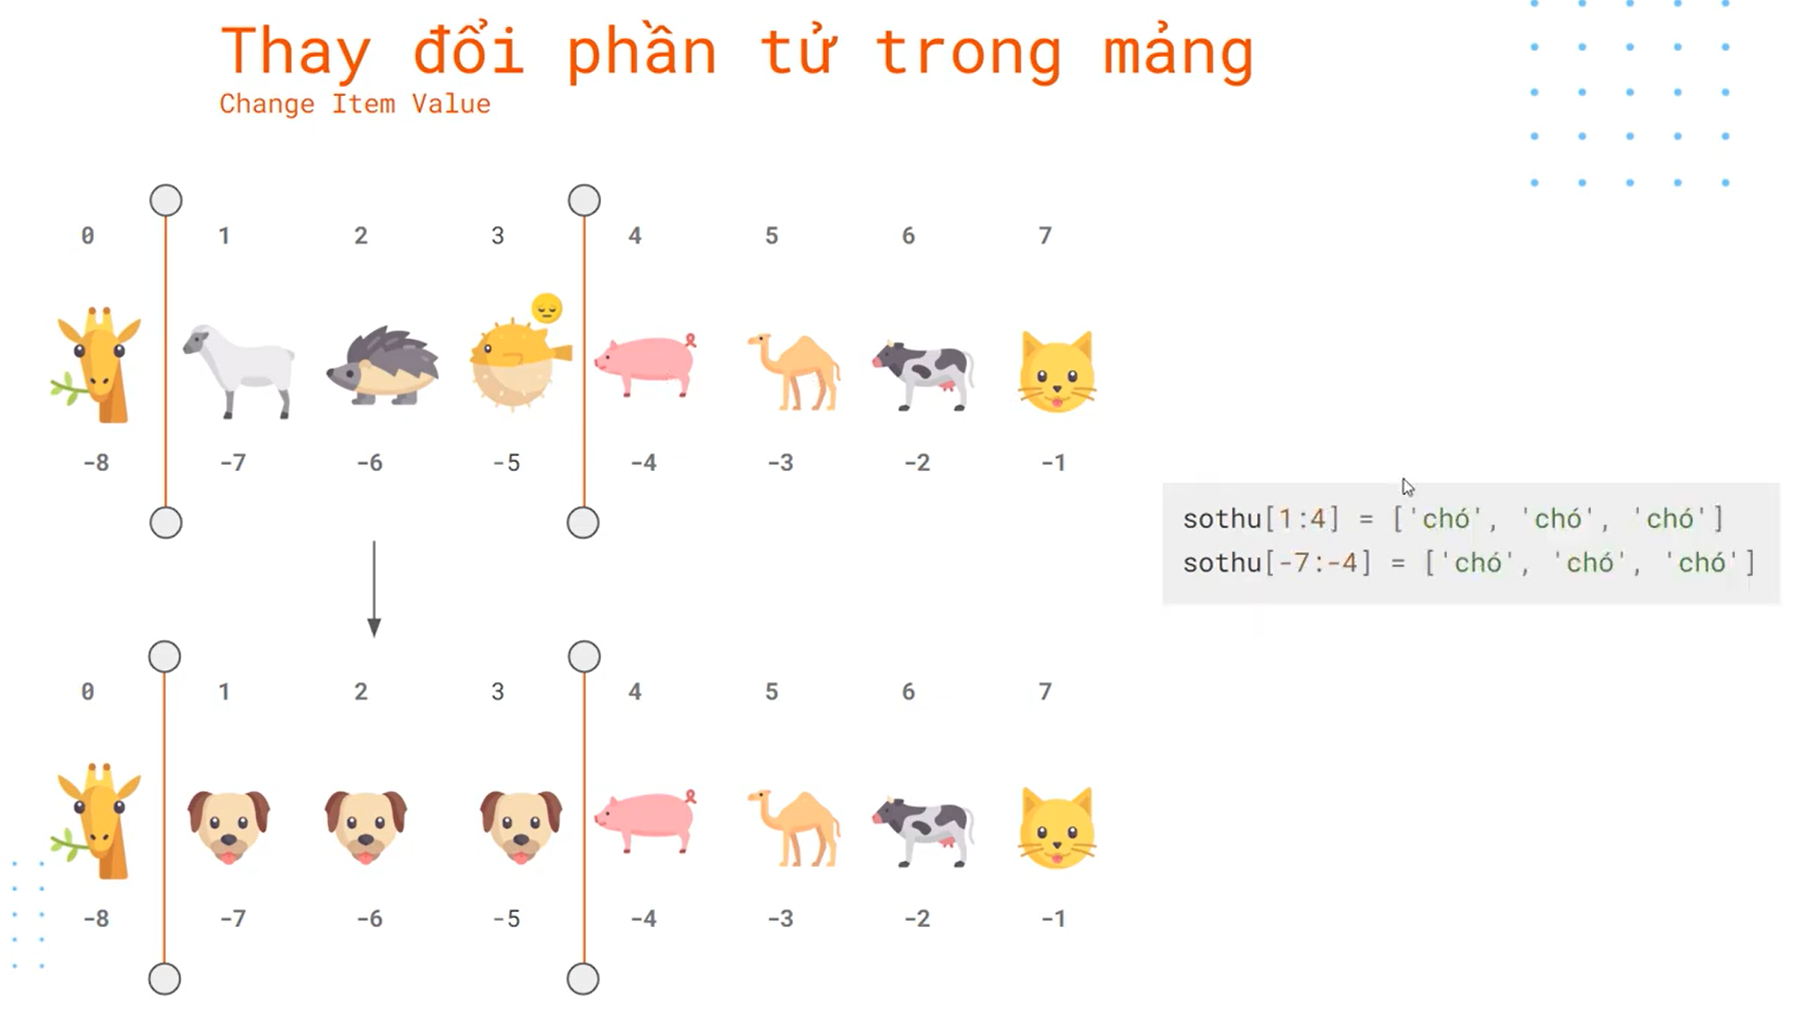 Thay đổi phần tử trong mảng
Change Item Value
0 1 2 3 4 5 6 7
-8 -7 -6 -5 -4 -3 -2 -1
sothu[1:4] = ['chó', 'chó', 'chó']
sothu[-7:-4] = ['chó', 'chó', 'chó']
0 1 2 3 4 5 6 7
-8 -7 -6 -5 -4 -3 -2 -1